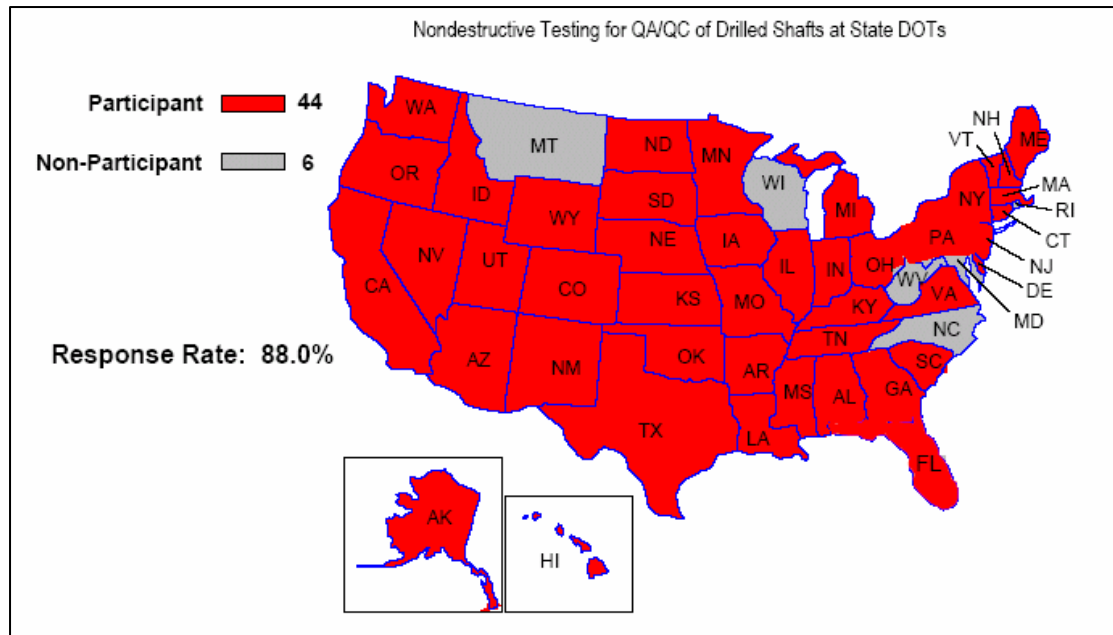 Nondestructive Testing for QA/QC of Drilled Shafts at State DOTs
Participant 44
Non-Participant 6
Response Rate: 88.0%
WA
MT
ND
MN
VT
NH
ME
OR
ID
WY
SD
WI
MI
NY
MA
RI
CT
NV
UT
NE
IA
PA
NJ
CA
CO
KS
MO
IL
IN
OH
WV
VA
DE
MD
KY
AZ
NM
OK
AR
TN
NC
SC
TX
LA
MS
AL
GA
FL
AK
HI